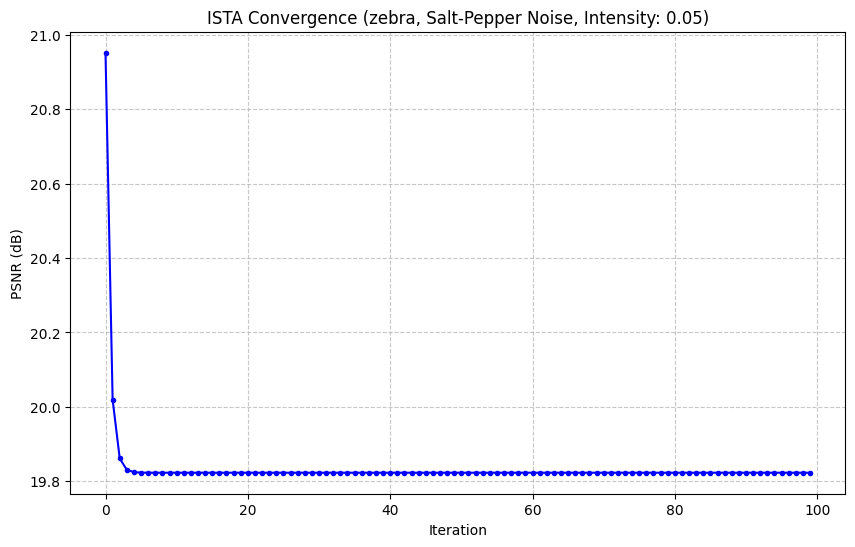 ISTA Convergence (zebra, Salt-Pepper Noise, Intensity: 0.05)
PSNR (dB)
21.0
20.8
20.6
20.4
20.2
20.0
19.8
0 20 40 60 80 100
Iteration